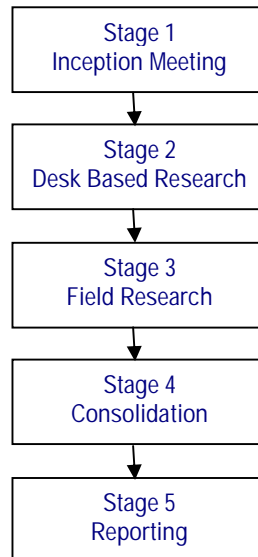 Stage 1
Inception Meeting
Stage 2
Desk Based Research
Stage 3
Field Research
Stage 4
Consolidation
Stage 5
Reporting